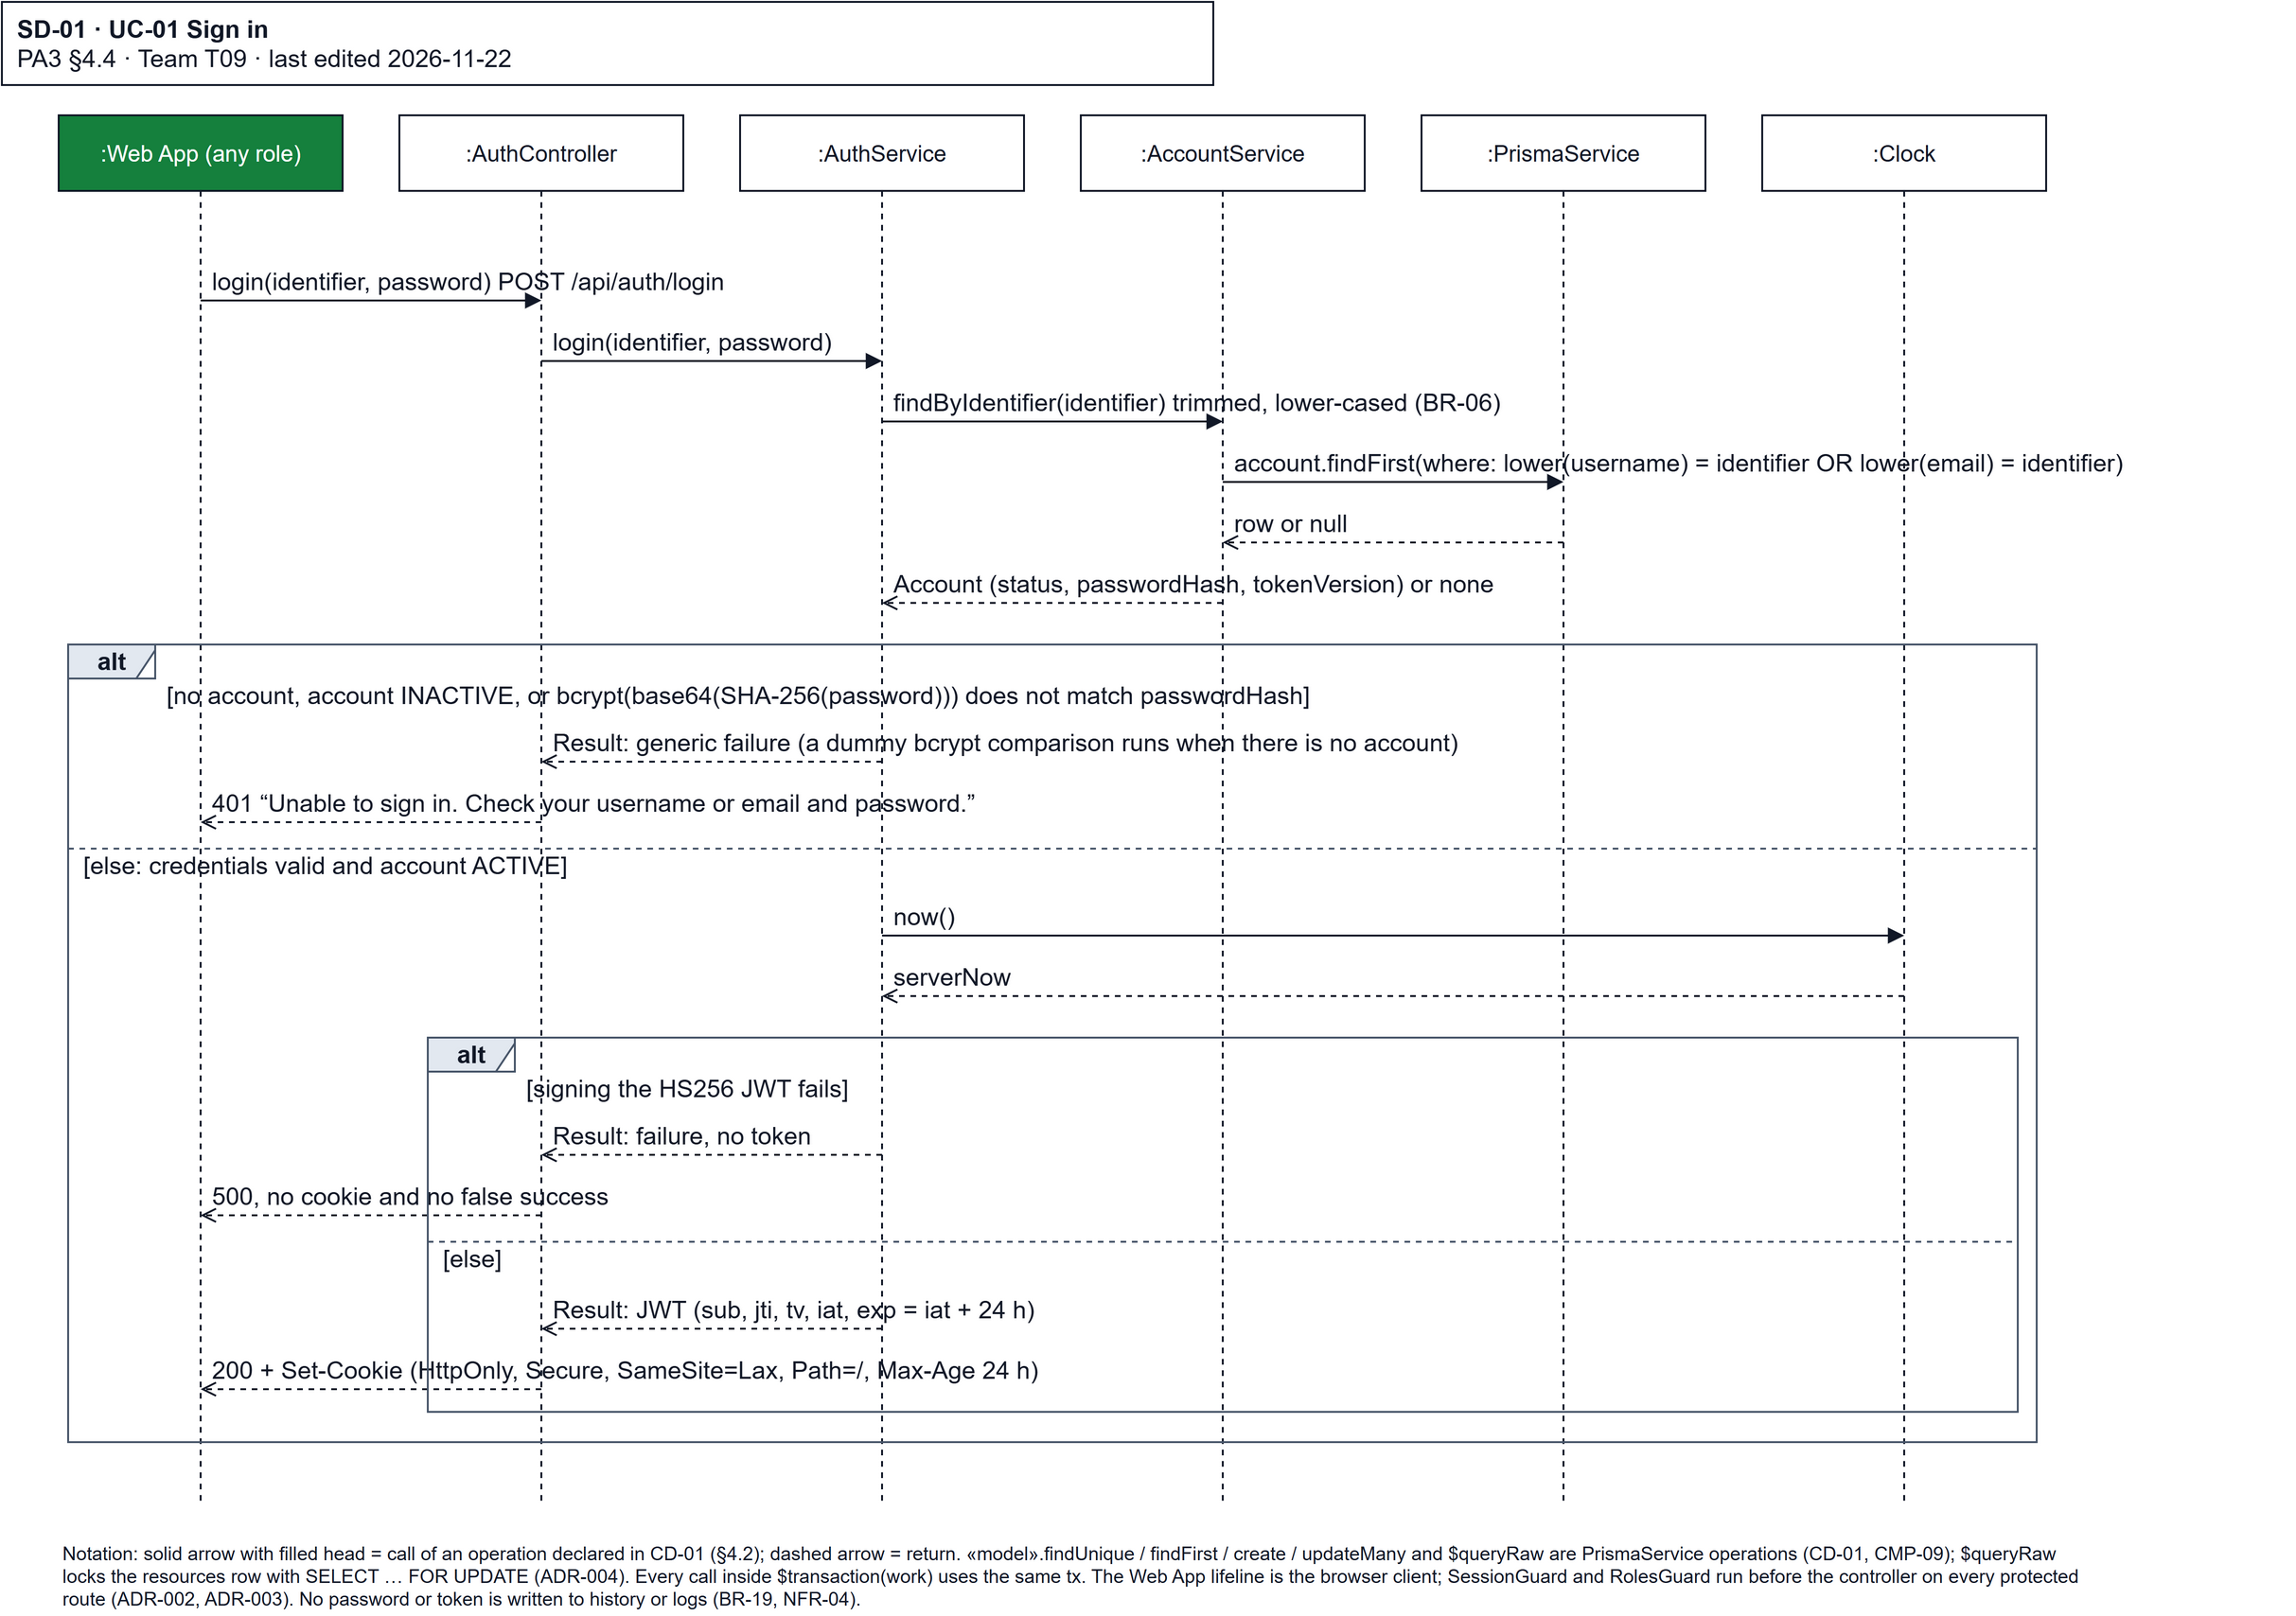 SD-01 · UC-01 Sign in
PA3 §4.4 · Team T09 · last edited 2026-11-22
:Web App (any role)
:AuthController
:AuthService
:AccountService
:PrismaService
:Clock
login(identifier, password) POST /api/auth/login
login(identifier, password)
findByIdentifier(identifier) trimmed, lower-cased (BR-06)
account.findFirst(where: lower(username) = identifier OR lower(email) = identifier)
row or null
Account (status, passwordHash, tokenVersion) or none
alt
[no account, account INACTIVE, or bcrypt(base64(SHA-256(password))) does not match passwordHash]
Result: generic failure (a dummy bcrypt comparison runs when there is no account)
401 “Unable to sign in. Check your username or email and password.”
[else: credentials valid and account ACTIVE]
now()
serverNow
alt
[signing the HS256 JWT fails]
Result: failure, no token
500, no cookie and no false success
[else]
Result: JWT (sub, jti, tv, iat, exp = iat + 24 h)
200 + Set-Cookie (HttpOnly, Secure, SameSite=Lax, Path=/, Max-Age 24 h)
Notation: solid arrow with filled head = call of an operation declared in CD-01 (§4.2); dashed arrow = return. «model».findUnique / findFirst / create / updateMany and $queryRaw are PrismaService operations (CD-01, CMP-09); $queryRaw
locks the resources row with SELECT … FOR UPDATE (ADR-004). Every call inside $transaction(work) uses the same tx. The Web App lifeline is the browser client; SessionGuard and RolesGuard run before the controller on every protected
route (ADR-002, ADR-003). No password or token is written to history or logs (BR-19, NFR-04).